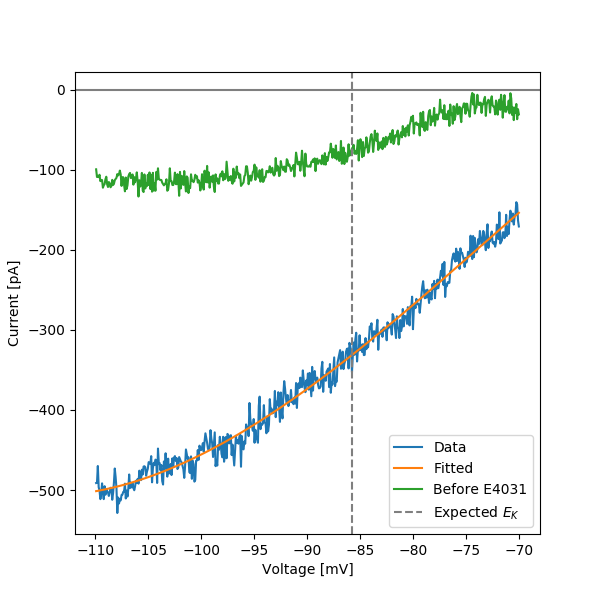 0
−100
−200
−300
−400
−500
Current [pA]
Data
Fitted
Before E4031
Expected E_K
−110 −105 −100 −95 −90 −85 −80 −75 −70
Voltage [mV]